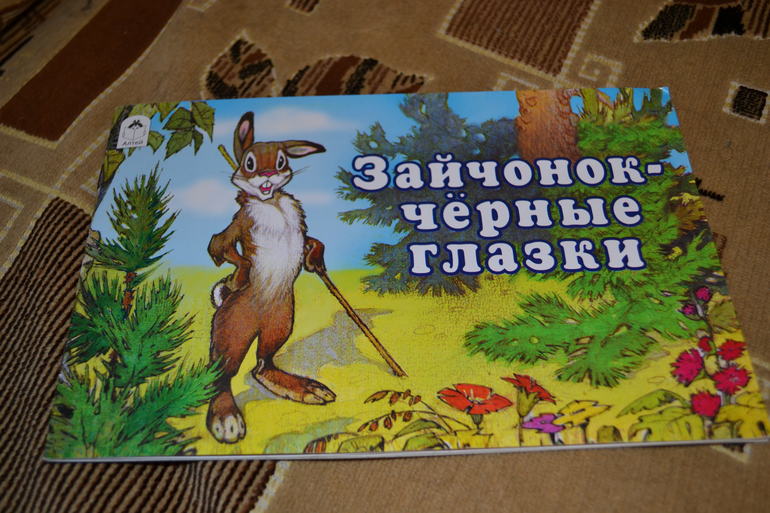 Алтей
Зайчонок-
чёрные
глазки